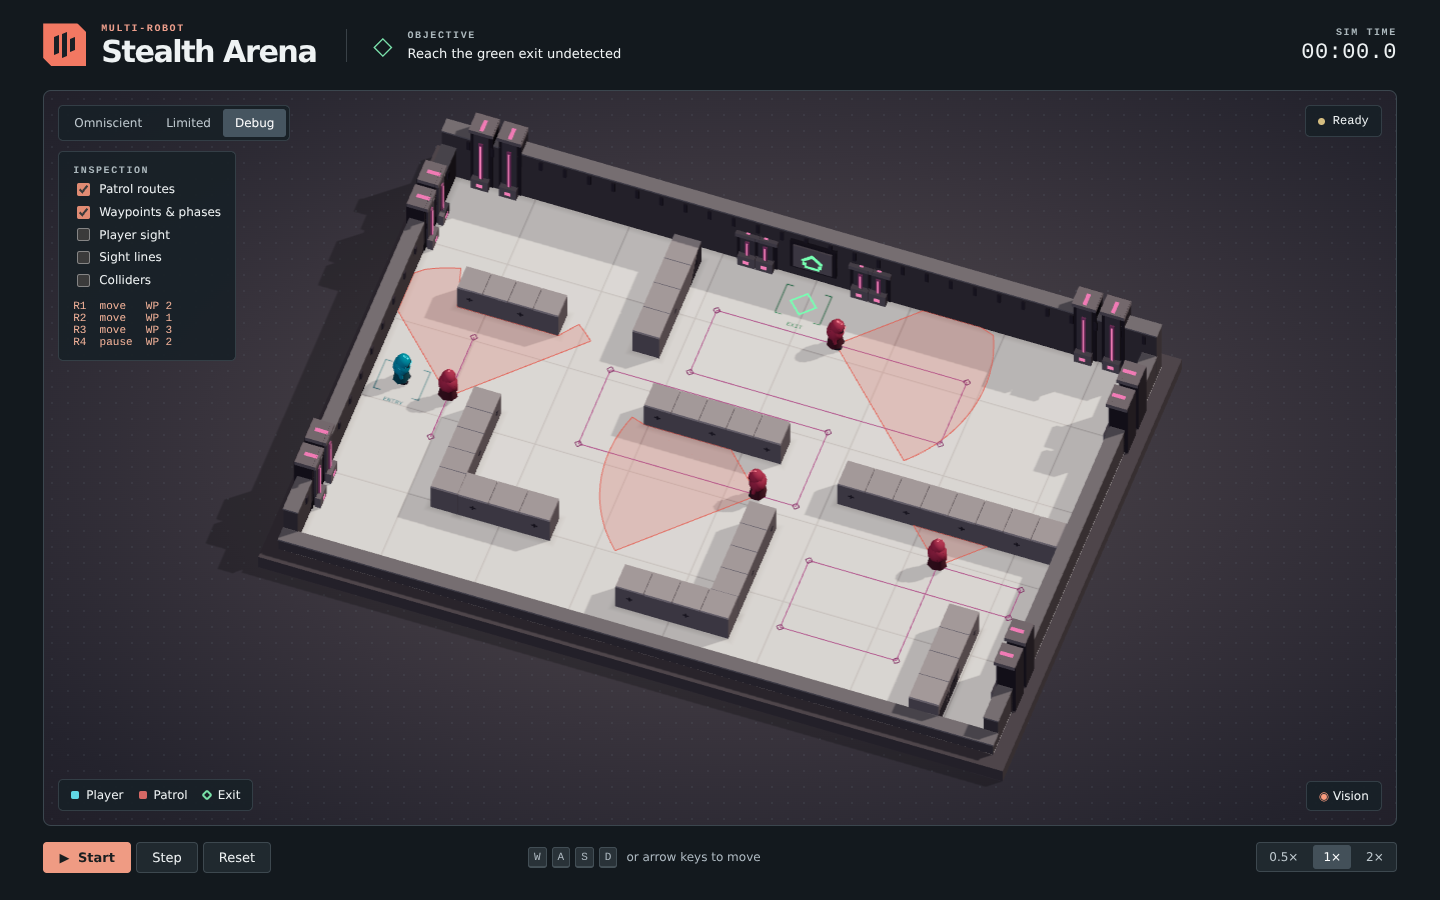 MULTI-ROBOT
Stealth Arena
OBJECTIVE
Reach the green exit undetected
SIM TIME
00:00.0
Omniscient Limited Debug
Ready
INSPECTION
Patrol routes
Waypoints & phases
Player sight
Sight lines
Colliders
R1 move WP 2
R2 move WP 1
R3 move WP 3
R4 pause WP 2
EXIT
ENTRY
Player Patrol Exit
Vision
Start Step Reset
W A S D or arrow keys to move
0.5× 1× 2×